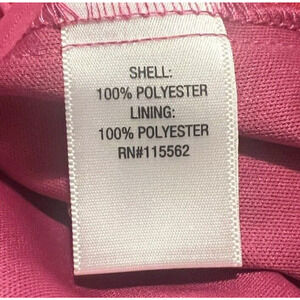 SHELL:
100% POLYESTER
LINING:
100% POLYESTER
RN#115562